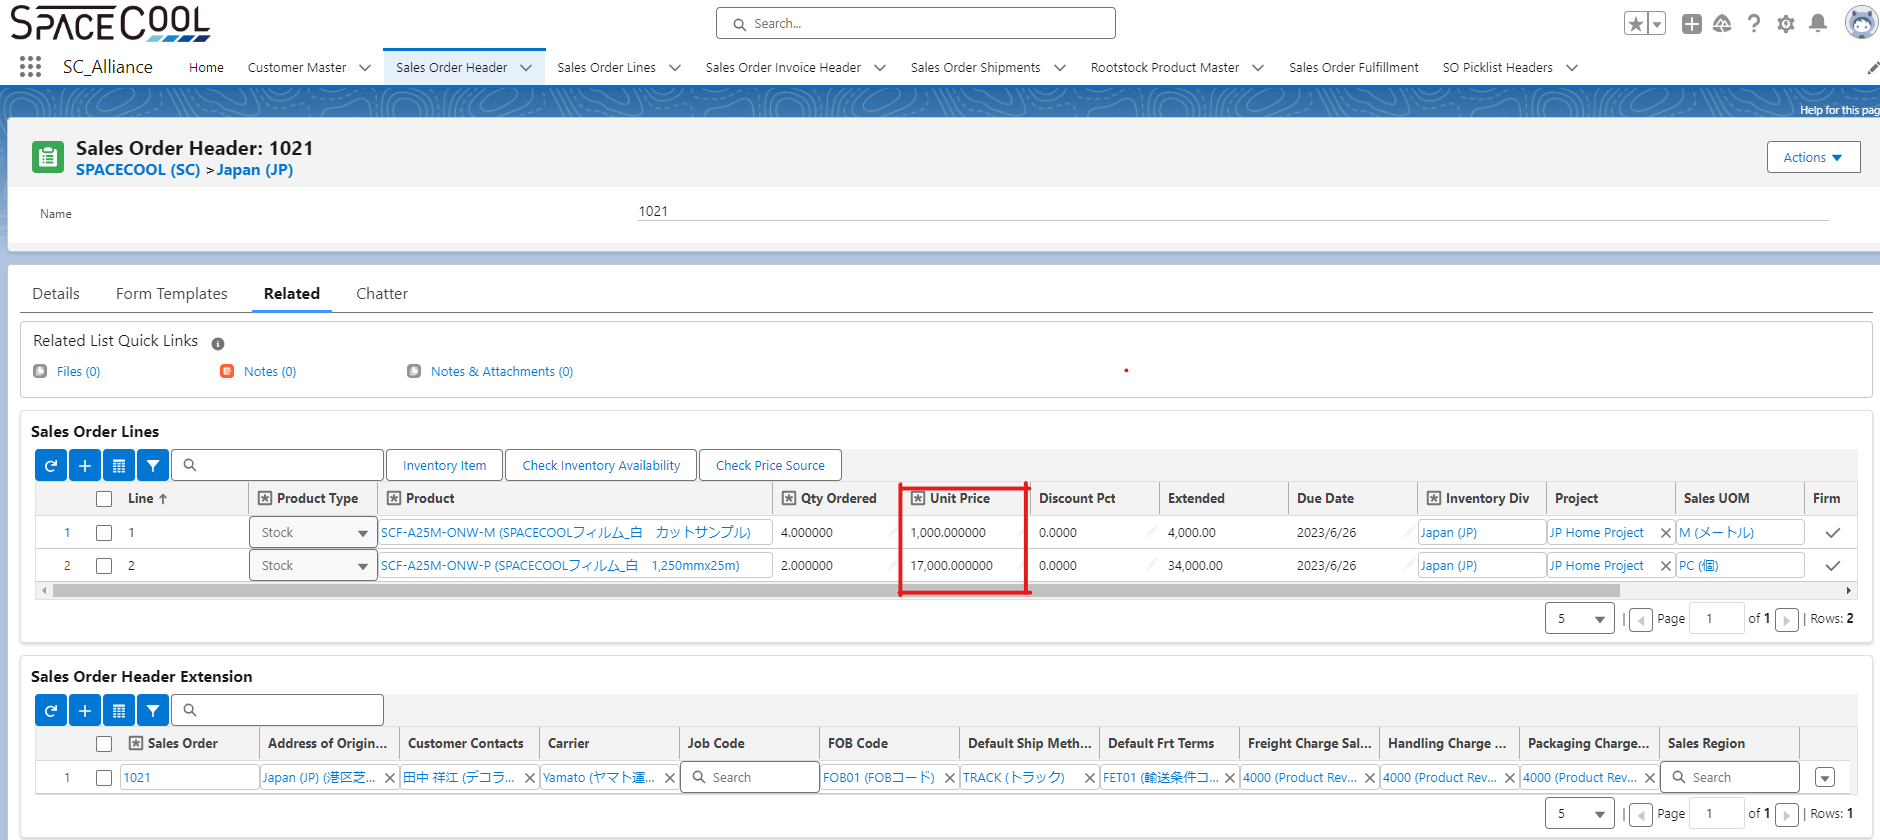 SPACECOOL
Search...
SC_Alliance Home Customer Master Sales Order Header Sales Order Lines Sales Order Invoice Header Sales Order Shipments Rootstock Product Master Sales Order Fulfillment SO Picklist Headers
Help for this pag
Sales Order Header: 1021
SPACECOOL (SC) >Japan (JP)
Actions
Name 1021
Details Form Templates Related Chatter
Related List Quick Links
Files (0) Notes (0) Notes & Attachments (0)
Sales Order Lines
Inventory Item Check Inventory Availability Check Price Source
Line Product Type Product Qty Ordered Unit Price Discount Pct Extended Due Date Inventory Div Project Sales UOM Firm
1 1 Stock SCF-A25M-ONW-M (SPACECOOLフィルム_白　カットサンプル) 4.000000 1,000.000000 0.0000 4,000.00 2023/6/26 Japan (JP) JP Home Project M (メートル)
2 2 Stock SCF-A25M-ONW-P (SPACECOOLフィルム_白　1,250mmx25m) 2.000000 17,000.000000 0.0000 34,000.00 2023/6/26 Japan (JP) JP Home Project PC (個)
5 | Page 1 of 1 | Rows: 2
Sales Order Header Extension
Sales Order Address of Origin... Customer Contacts Carrier Job Code FOB Code Default Ship Meth... Default Frt Terms Freight Charge Sal... Handling Charge ... Packaging Charge... Sales Region
1 1021 Japan (JP) (港区芝... 田中 祥江 (デコラ... Yamato (ヤマト運... Search FOB01 (FOBコード) TRACK (トラック) FET01 (輸送条件コ... 4000 (Product Rev... 4000 (Product Rev... 4000 (Product Rev... Search
5 | Page 1 of 1 | Rows: 1